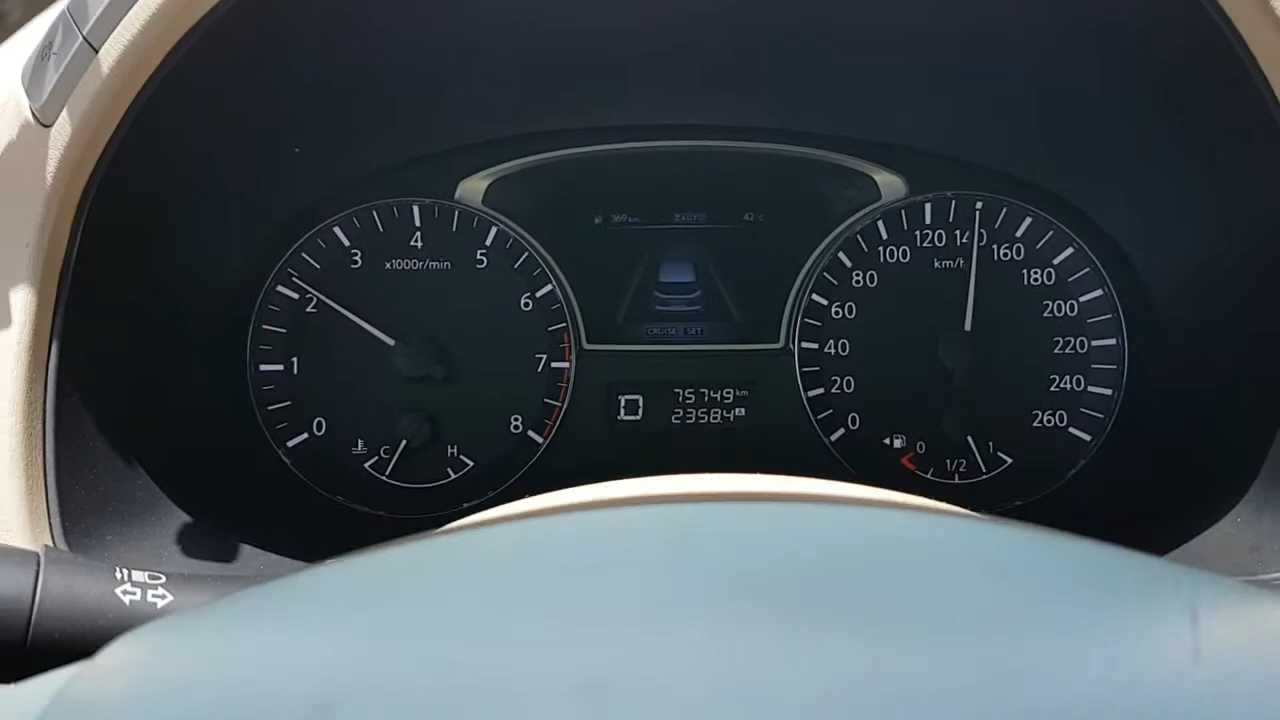 369 km AUTO 42°C
CRUISE SET
0 1 2 3 4 5 6 7 8
x1000r/min
C H
0 20 40 60 80 100 120 140 160 180 200 220 240 260
km/h
0 1/2 1
D
75749 km
2358.4 A